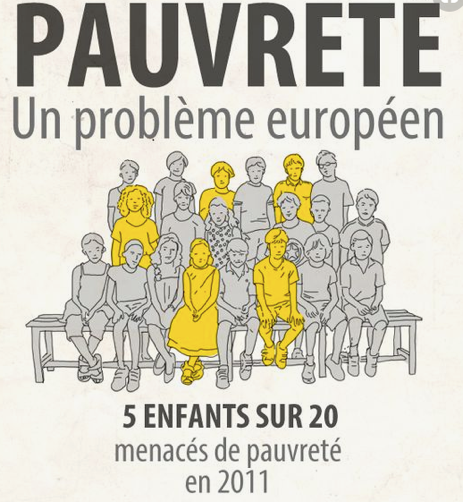 PAUVRETE
Un problème européen
5 ENFANTS SUR 20
menacés de pauvreté
en 2011